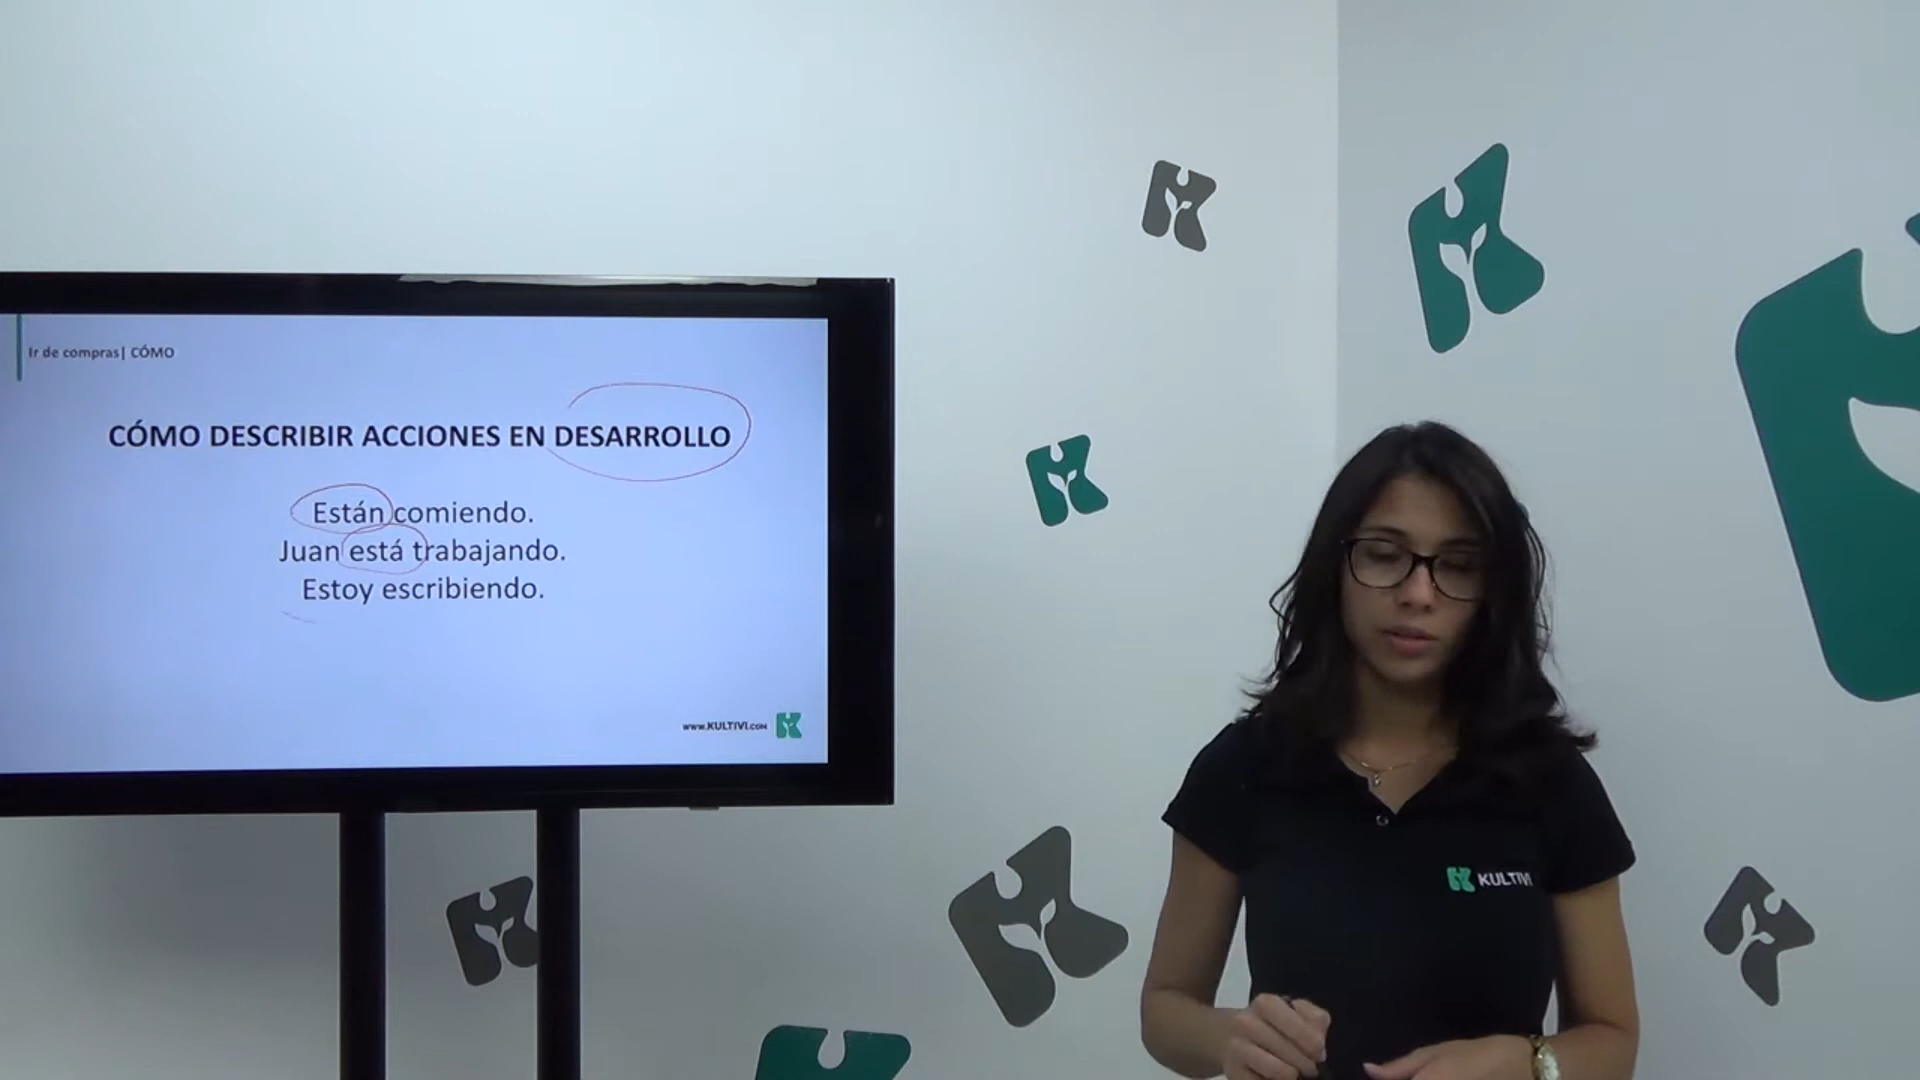 Ir de compras| CÓMO
CÓMO DESCRIBIR ACCIONES EN DESARROLLO
Están comiendo.
Juan está trabajando.
Estoy escribiendo.
www.KULTIVI.com
KULTIVI